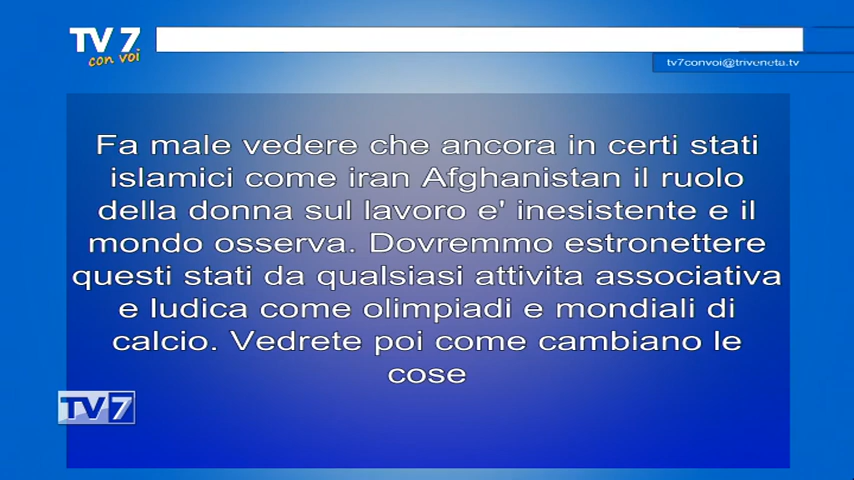 TV 7
con voi
tv7convoi@triveneta.tv
Fa male vedere che ancora in certi stati
islamici come iran Afghanistan il ruolo
della donna sul lavoro e' inesistente e il
mondo osserva. Dovremmo estronettere
questi stati da qualsiasi attivita associativa
e ludica come olimpiadi e mondiali di
calcio. Vedrete poi come cambiano le
cose
TV7